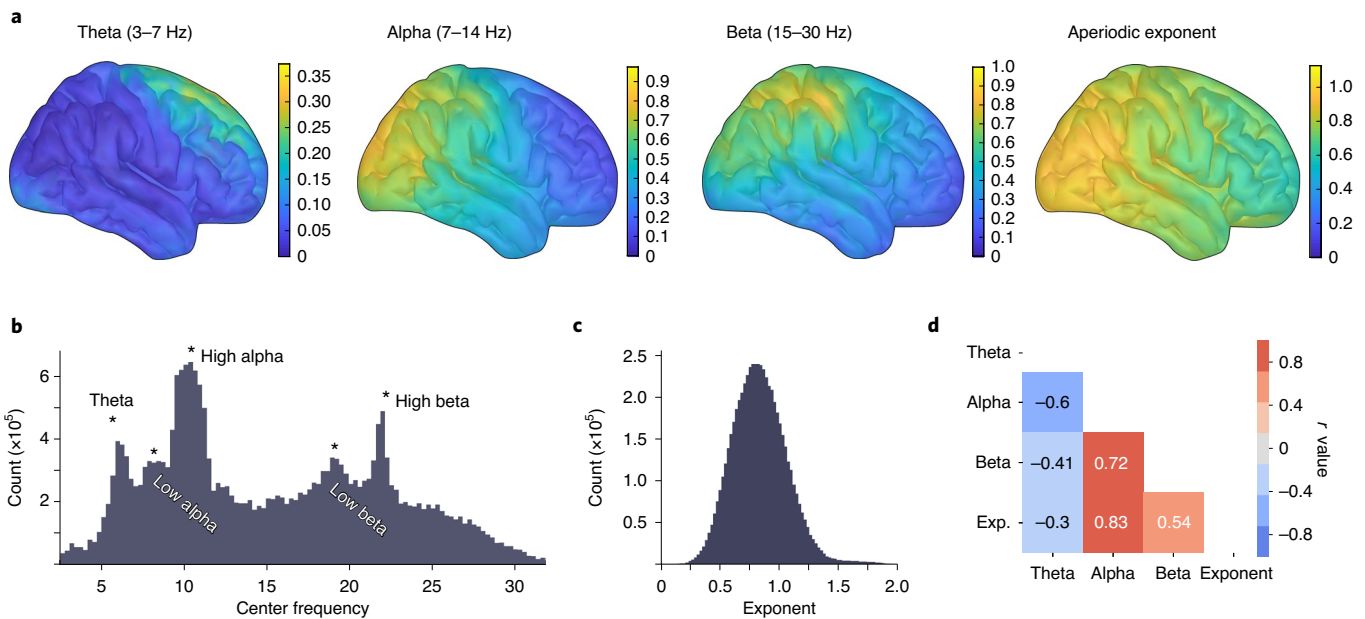 a
Theta (3–7 Hz)
Alpha (7–14 Hz)
Beta (15–30 Hz)
Aperiodic exponent
0.35
0.30
0.25
0.20
0.15
0.10
0.05
0
0.9
0.8
0.7
0.6
0.5
0.4
0.3
0.2
0.1
0
1.0
0.9
0.8
0.7
0.6
0.5
0.4
0.3
0.2
0.1
0
1.0
0.8
0.6
0.4
0.2
0
b
Count (×10⁵)
6
4
2
Theta
*
*
Low alpha
* High alpha
*
Low beta
* High beta
5 10 15 20 25 30
Center frequency
c
Count (×10⁵)
2.5
2.0
1.5
1.0
0.5
0 0.5 1.0 1.5 2.0
Exponent
d
Theta
Alpha –0.6
Beta –0.41 0.72
Exp. –0.3 0.83 0.54
Theta Alpha Beta Exponent
0.8
0.4
0
–0.4
–0.8
r value